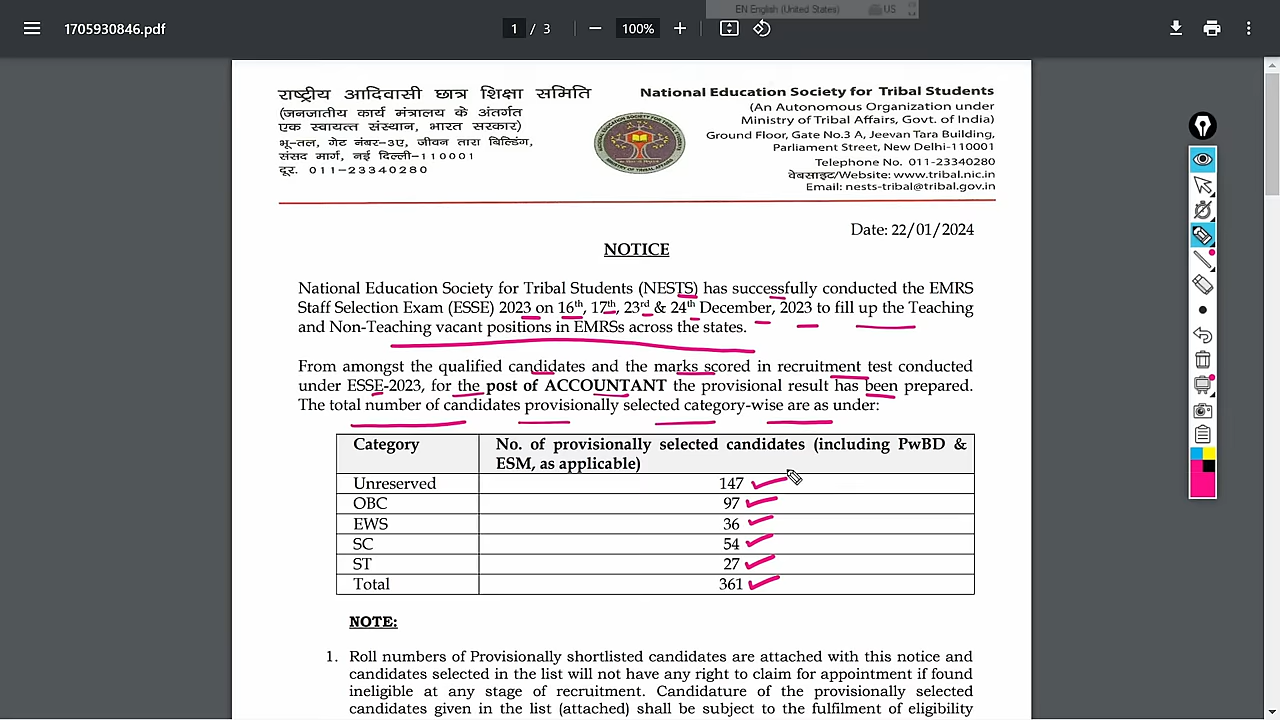 EN English (United States) US
1705930846.pdf 1 / 3 100%
राष्ट्रीय आदिवासी छात्र शिक्षा समिति
(जनजातीय कार्य मंत्रालय के अंतर्गत
एक स्वायत्त संस्थान, भारत सरकार)
भू-तल, गेट नंबर-3ए, जीवन तारा बिल्डिंग,
संसद मार्ग, नई दिल्ली-110001
दूर. 011-23340280
National Education Society for Tribal Students
(An Autonomous Organization under
Ministry of Tribal Affairs, Govt. of India)
Ground Floor, Gate No.3 A, Jeevan Tara Building,
Parliament Street, New Delhi-110001
Telephone No. 011-23340280
वेबसाइट/Website: www.tribal.nic.in
Email: nests-tribal@tribal.gov.in
Date: 22/01/2024
NOTICE
National Education Society for Tribal Students (NESTS) has successfully conducted the EMRS
Staff Selection Exam (ESSE) 2023 on 16th, 17th, 23rd & 24th December, 2023 to fill up the Teaching
and Non-Teaching vacant positions in EMRSs across the states.
From amongst the qualified candidates and the marks scored in recruitment test conducted
under ESSE-2023, for the post of ACCOUNTANT the provisional result has been prepared.
The total number of candidates provisionally selected category-wise are as under:
Category No. of provisionally selected candidates (including PwBD &
ESM, as applicable)
Unreserved 147
OBC 97
EWS 36
SC 54
ST 27
Total 361
NOTE:
1. Roll numbers of Provisionally shortlisted candidates are attached with this notice and
candidates selected in the list will not have any right to claim for appointment if found
ineligible at any stage of recruitment. Candidature of the provisionally selected
candidates given in the list (attached) shall be subject to the fulfilment of eligibility